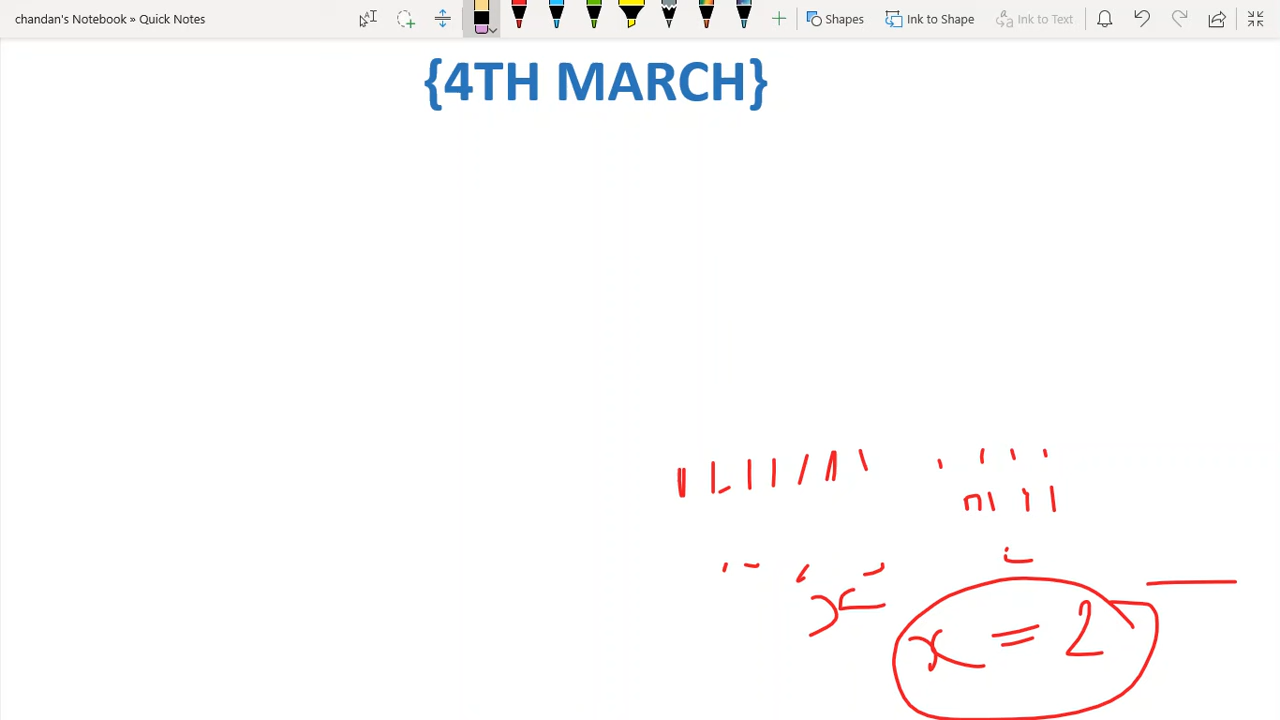 chandan's Notebook » Quick Notes
Shapes
Ink to Shape
Ink to Text
{4TH MARCH}
x
x = 2